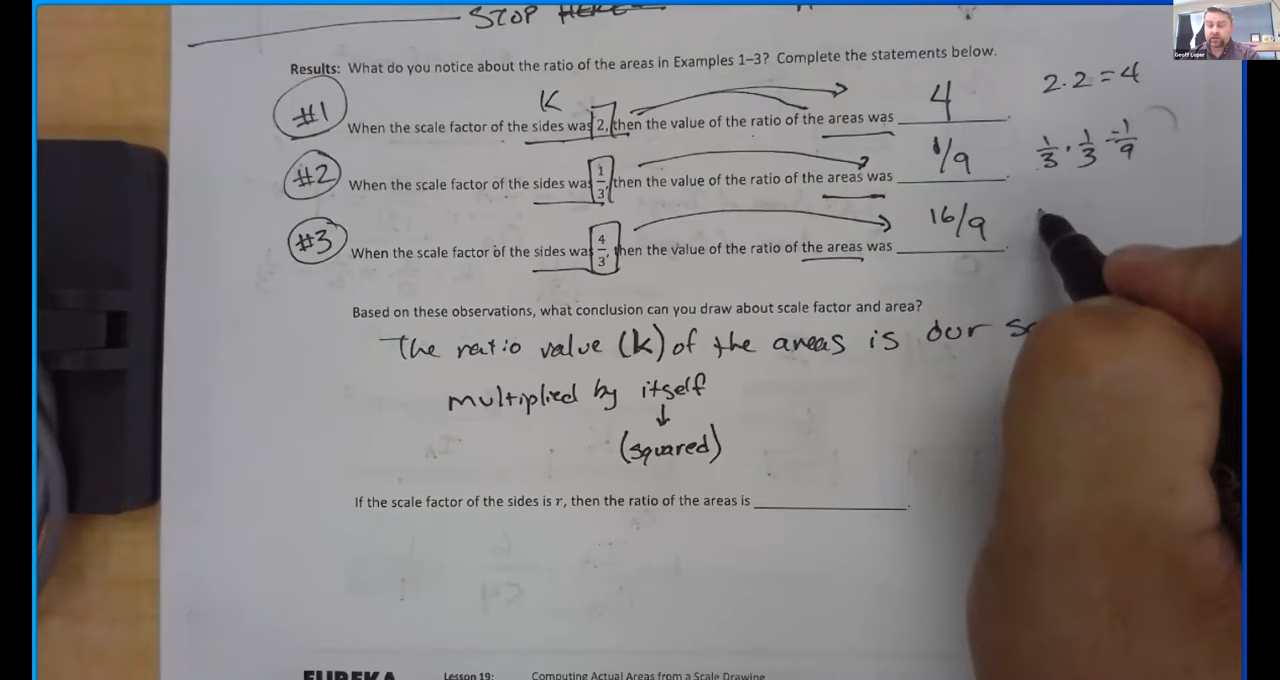 STOP HERE
Results: What do you notice about the ratio of the areas in Examples 1–3? Complete the statements below.
K
#1 When the scale factor of the sides was 2, then the value of the ratio of the areas was 4. 2·2=4
#2 When the scale factor of the sides was 1/3, then the value of the ratio of the areas was 1/9. 1/3 · 1/3 = 1/9
#3 When the scale factor of the sides was 4/3, then the value of the ratio of the areas was 16/9.
Based on these observations, what conclusion can you draw about scale factor and area?
The ratio value (k) of the areas is our
multiplied by itself
(squared)
If the scale factor of the sides is r, then the ratio of the areas is ____________.
EUREKA Lesson 19: Computing Actual Areas from a Scale Drawing
Geoff Loper